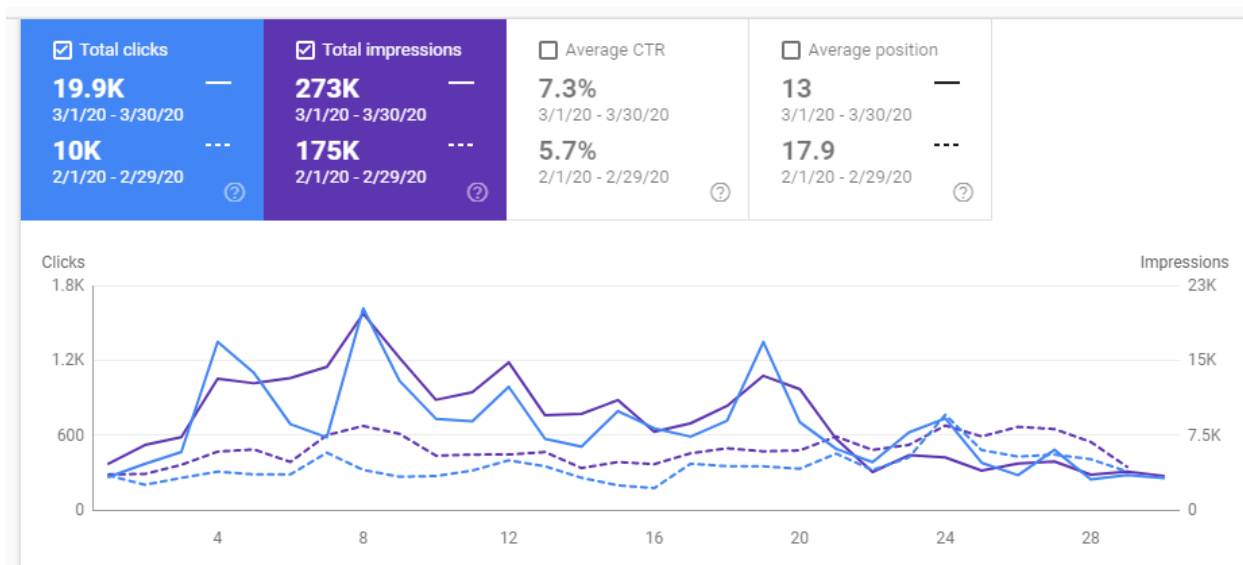 Total clicks
19.9K
3/1/20 - 3/30/20
10K
2/1/20 - 2/29/20
Total impressions
273K
3/1/20 - 3/30/20
175K
2/1/20 - 2/29/20
Average CTR
7.3%
3/1/20 - 3/30/20
5.7%
2/1/20 - 2/29/20
Average position
13
3/1/20 - 3/30/20
17.9
2/1/20 - 2/29/20
Clicks
Impressions
1.8K
23K
1.2K
15K
600
7.5K
0
0
4 8 12 16 20 24 28